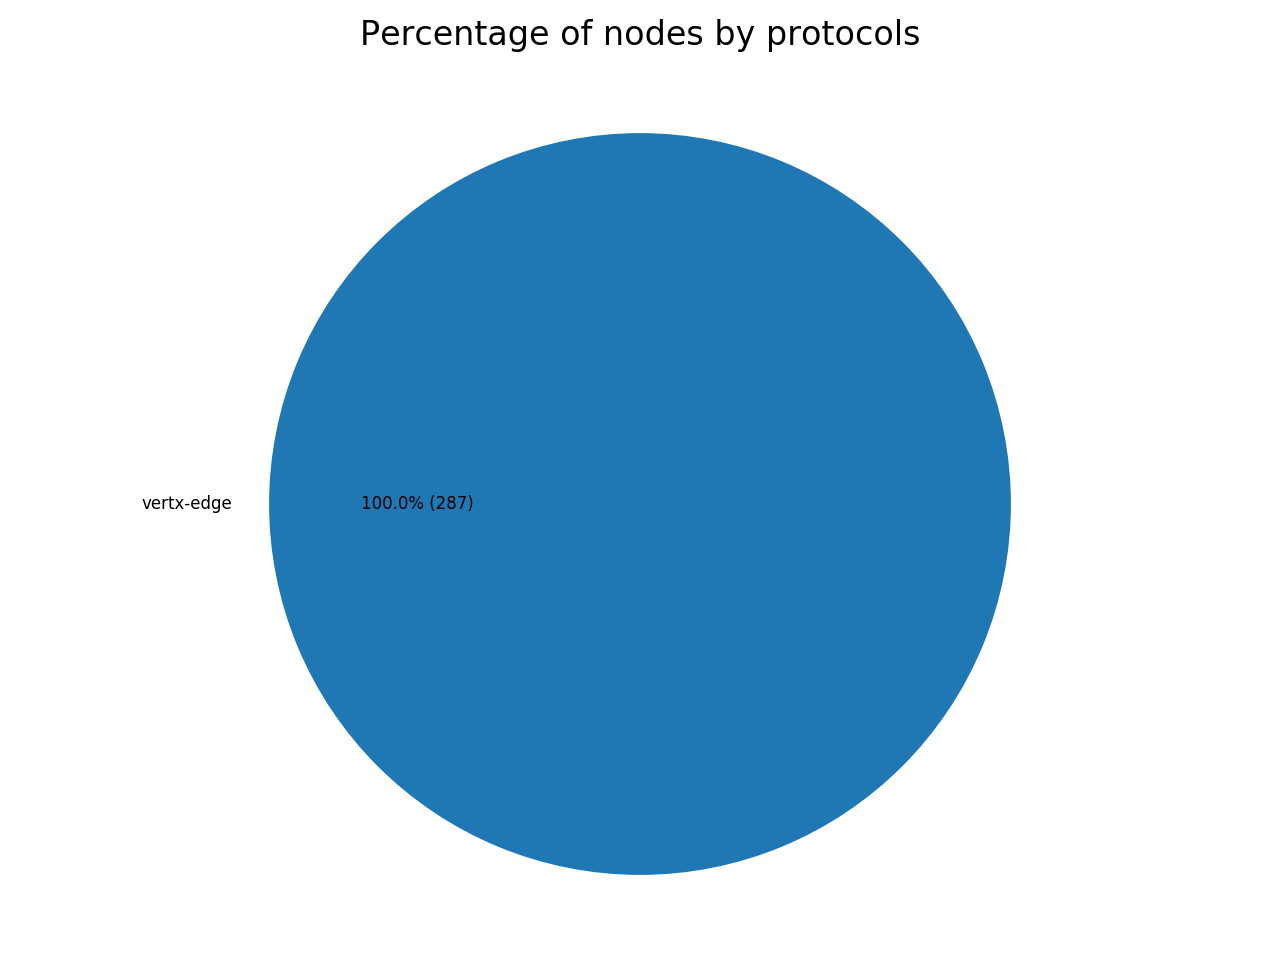 Percentage of nodes by protocols
vertx-edge
100.0% (287)